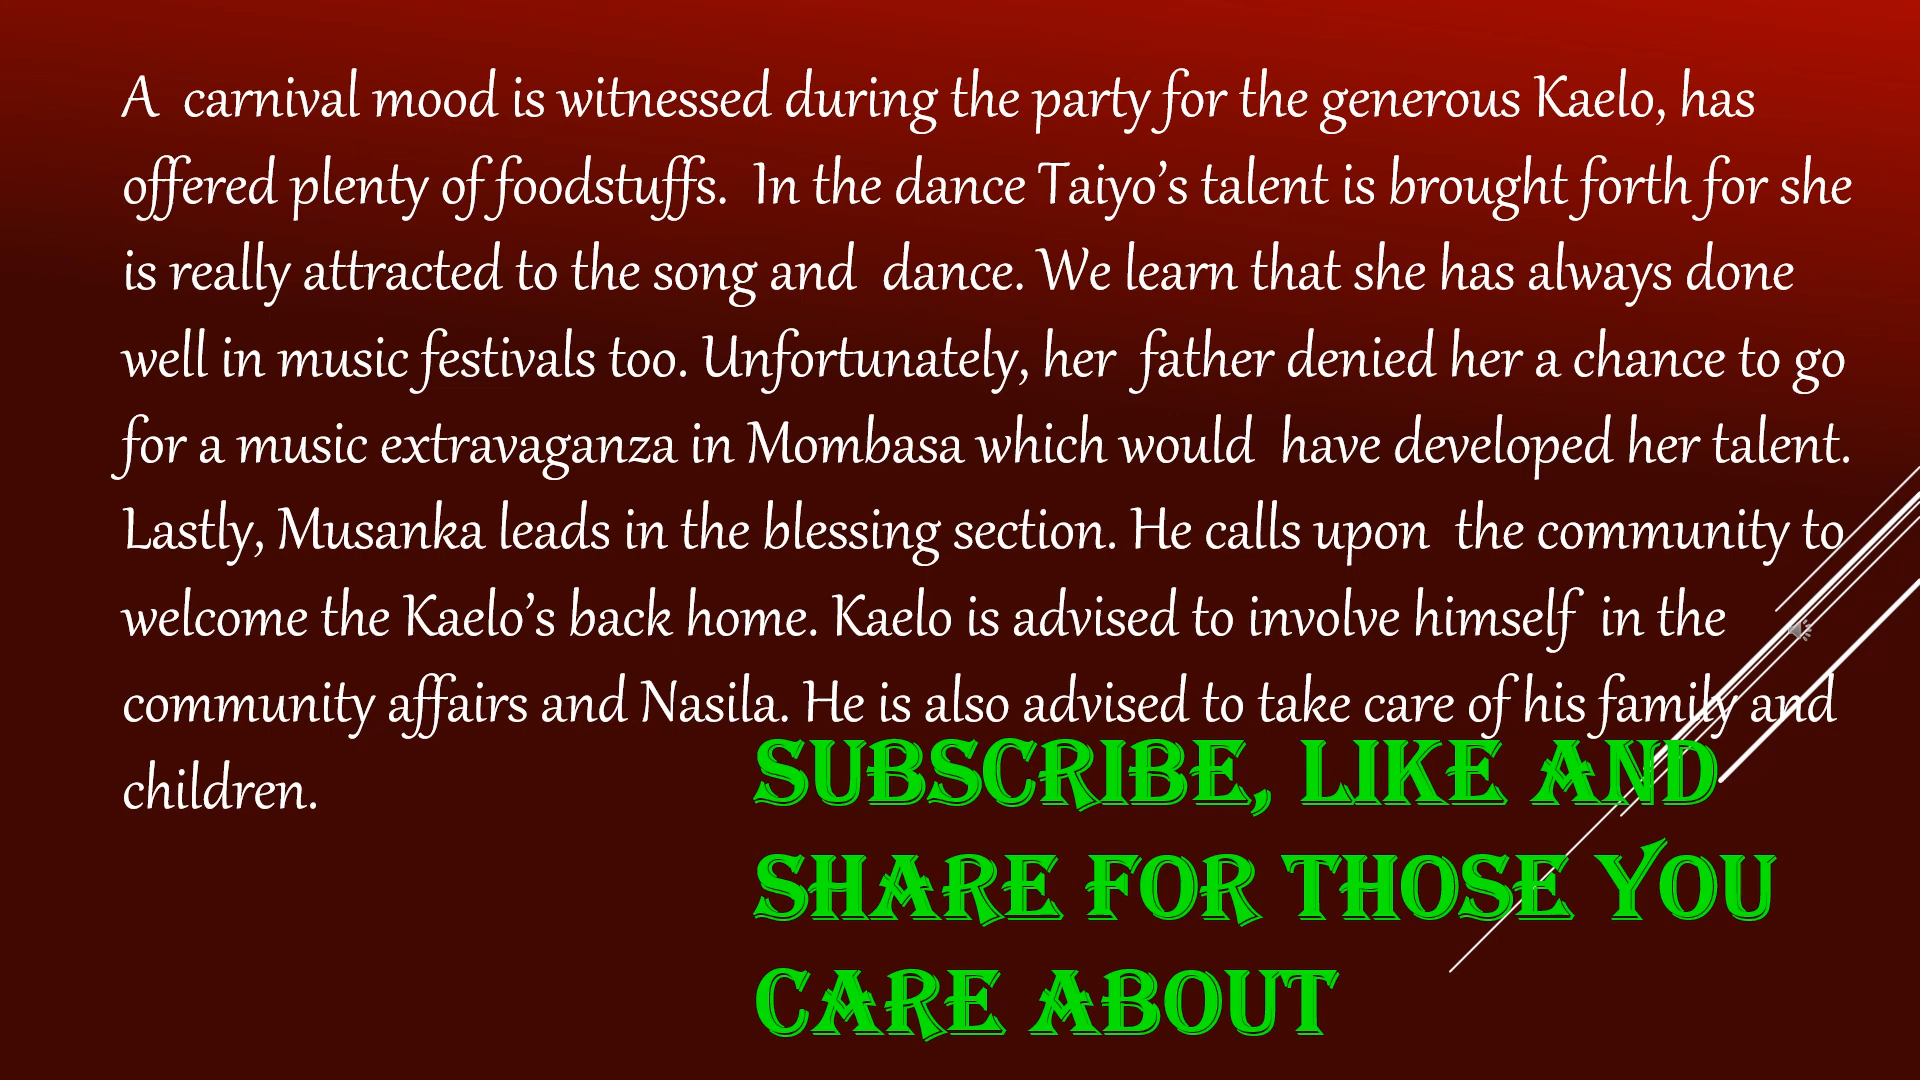 A  carnival mood is witnessed during the party for the generous Kaelo, has
offered plenty of foodstuffs.  In the dance Taiyo’s talent is brought forth for she
is really attracted to the song and  dance. We learn that she has always done
well in music festivals too. Unfortunately, her  father denied her a chance to go
for a music extravaganza in Mombasa which would  have developed her talent.
Lastly, Musanka leads in the blessing section. He calls upon  the community to
welcome the Kaelo’s back home. Kaelo is advised to involve himself  in the
community affairs and Nasila. He is also advised to take care of his family and
children.
SUBSCRIBE, LIKE AND
SHARE FOR THOSE YOU
CARE ABOUT